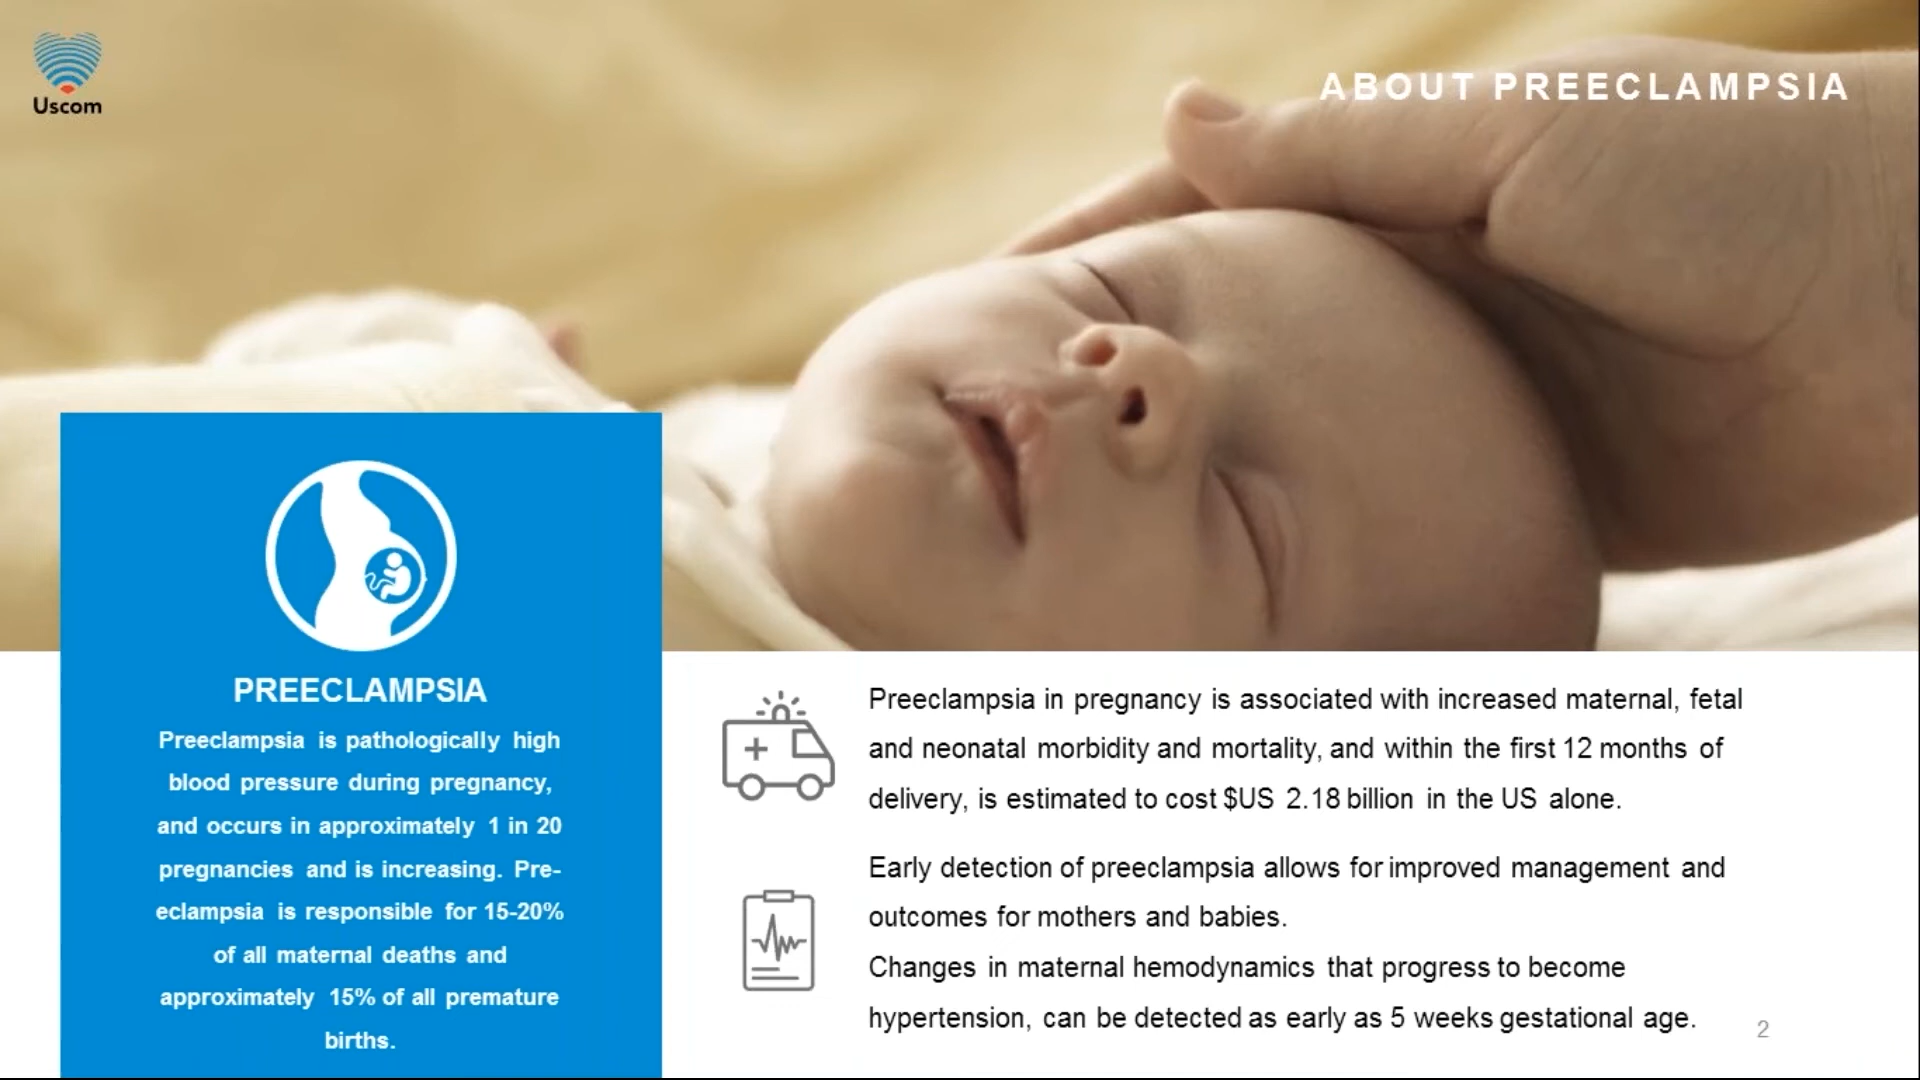 Uscom
ABOUT PREECLAMPSIA
PREECLAMPSIA
Preeclampsia is pathologically high
blood pressure during pregnancy,
and occurs in approximately 1 in 20
pregnancies and is increasing. Pre-
eclampsia is responsible for 15-20%
of all maternal deaths and
approximately 15% of all premature
births.
Preeclampsia in pregnancy is associated with increased maternal, fetal
and neonatal morbidity and mortality, and within the first 12 months of
delivery, is estimated to cost $US 2.18 billion in the US alone.
Early detection of preeclampsia allows for improved management and
outcomes for mothers and babies.
Changes in maternal hemodynamics that progress to become
hypertension, can be detected as early as 5 weeks gestational age.
2